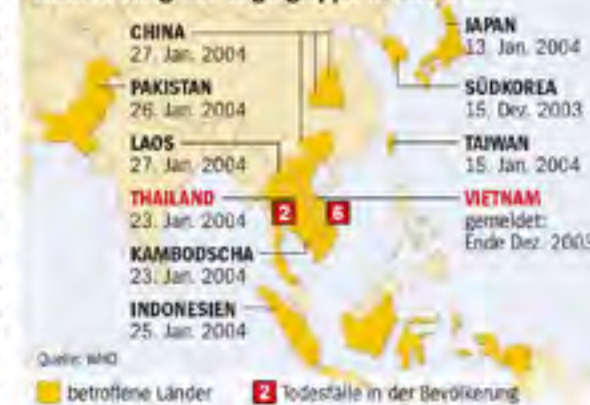 CHINA
27. Jan. 2004
PAKISTAN
26. Jan. 2004
LAOS
27. Jan. 2004
THAILAND
23. Jan. 2004
KAMBODSCHA
23. Jan. 2004
INDONESIEN
25. Jan. 2004
JAPAN
13. Jan. 2004
SÜDKOREA
15. Dez. 2003
TAIWAN
15. Jan. 2004
VIETNAM
gemeldet:
Ende Dez. 2003
2
6
Quelle: WHO
betroffene Länder
2 Todesfälle in der Bevölkerung